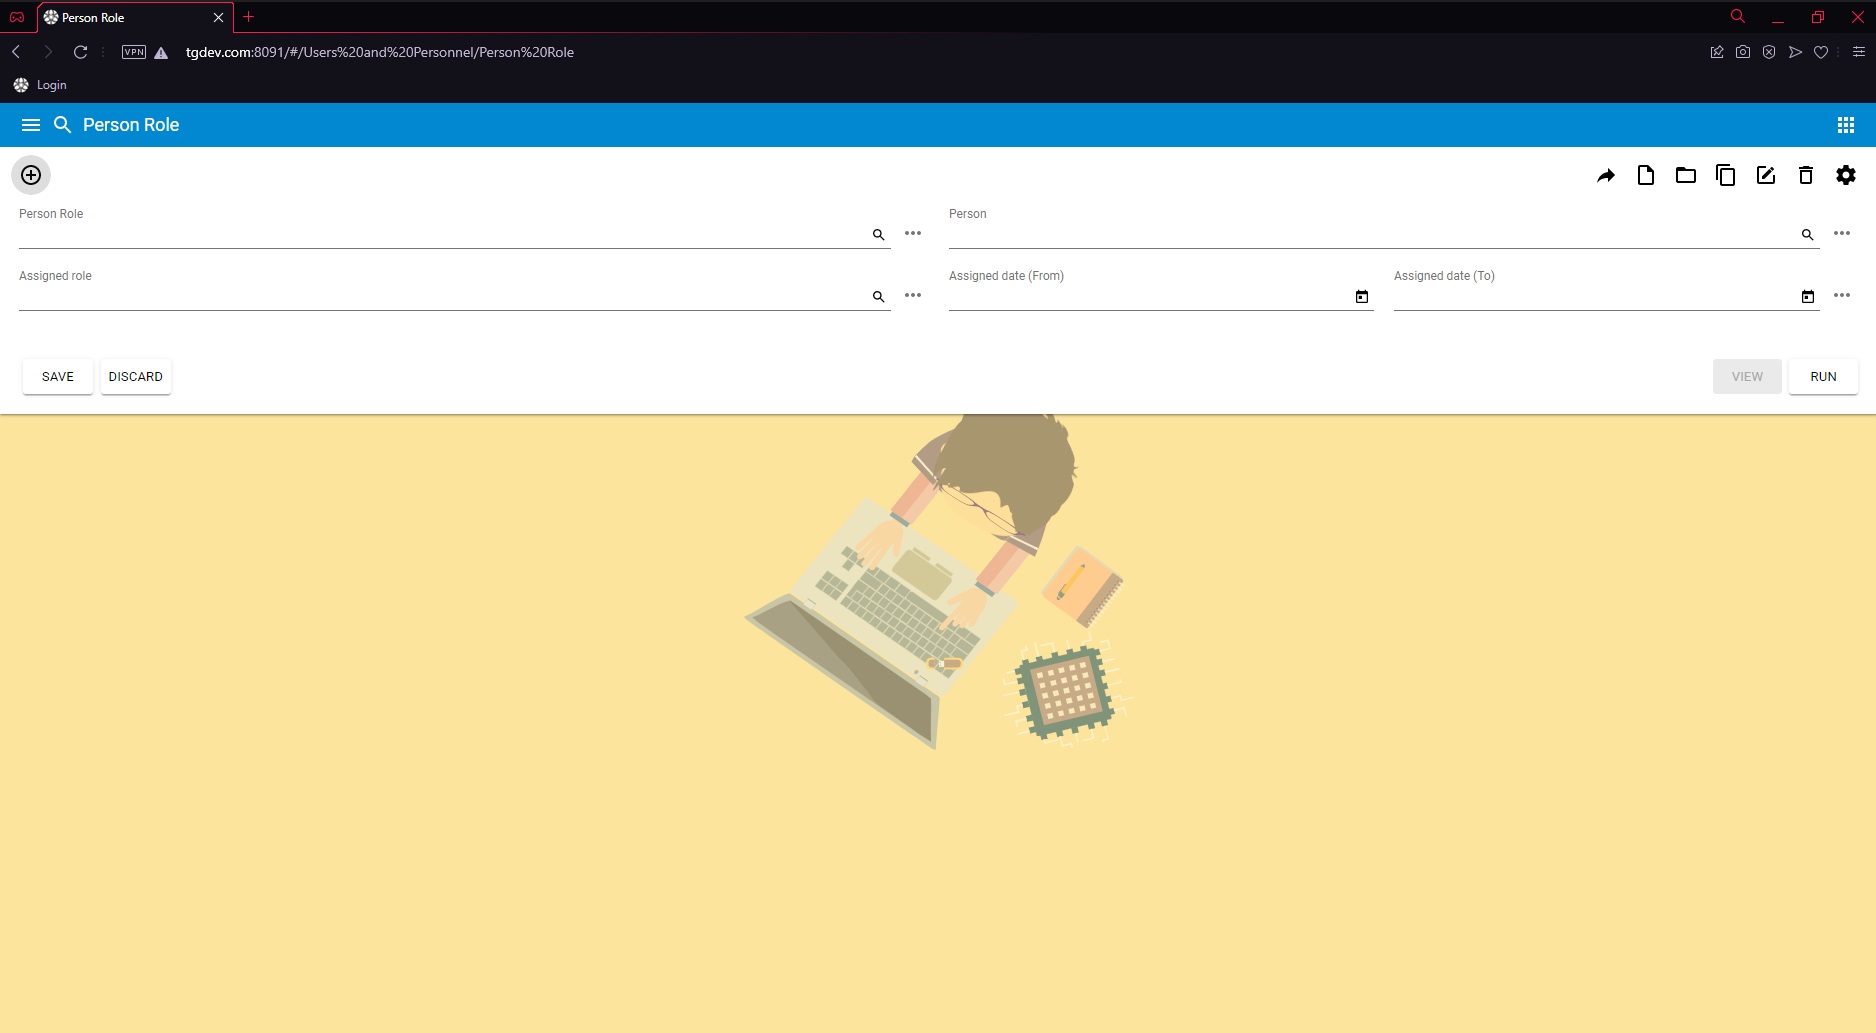 Person Role
VPN
tgdev.com:8091/#/Users%20and%20Personnel/Person%20Role
Login
Person Role
Person Role
Person
Assigned role
Assigned date (From)
Assigned date (To)
SAVE
DISCARD
VIEW
RUN